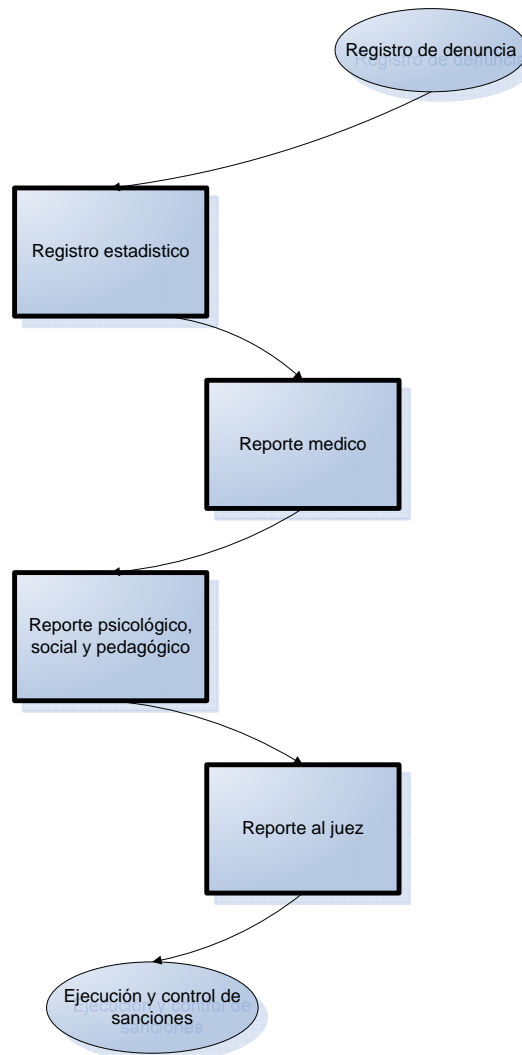 Registro de denuncia
Registro estadistico
Reporte medico
Reporte psicológico,
social y pedagógico
Reporte al juez
Ejecución y control de
sanciones